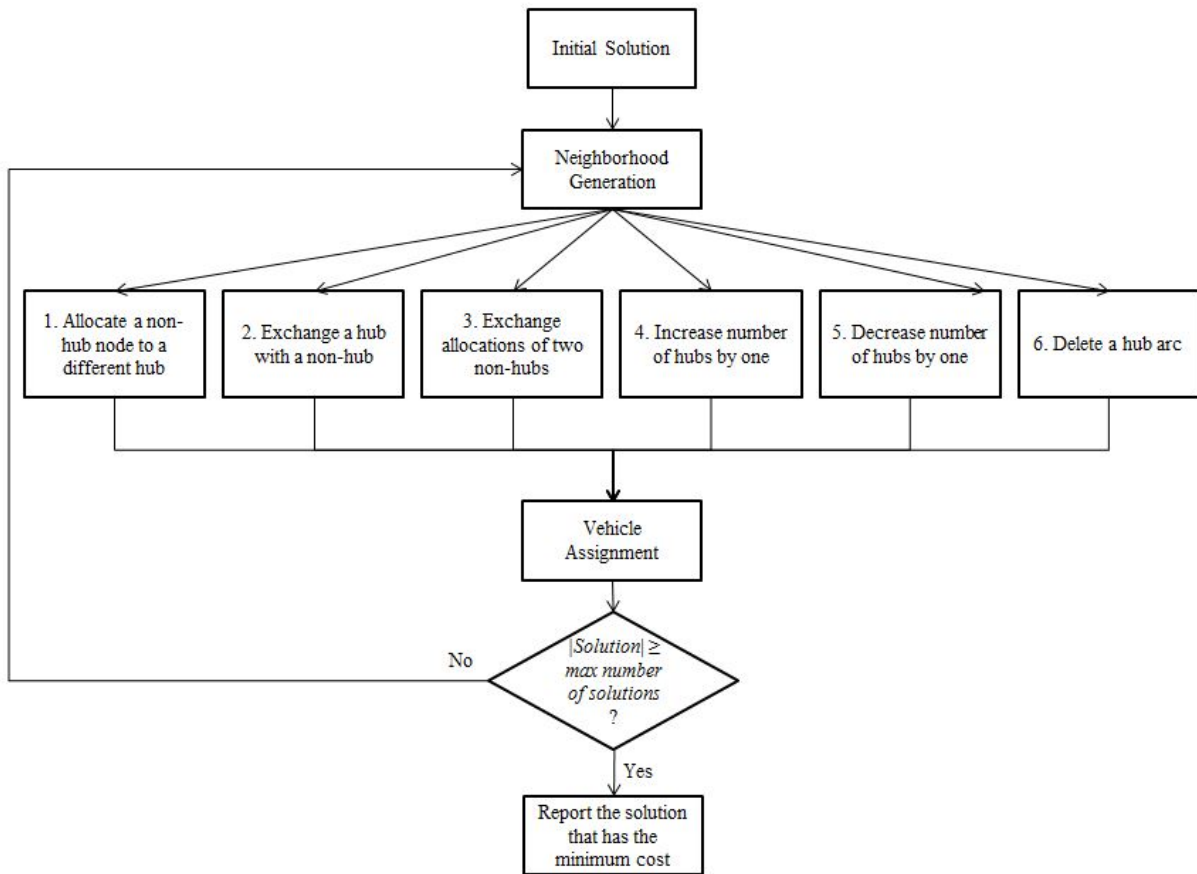 Initial Solution
Neighborhood
Generation
1. Allocate a non-
hub node to a
different hub
2. Exchange a hub
with a non-hub
3. Exchange
allocations of two
non-hubs
4. Increase number
of hubs by one
5. Decrease number
of hubs by one
6. Delete a hub arc
Vehicle
Assignment
|Solution| ≥
max number
of solutions
?
No
Yes
Report the solution
that has the
minimum cost